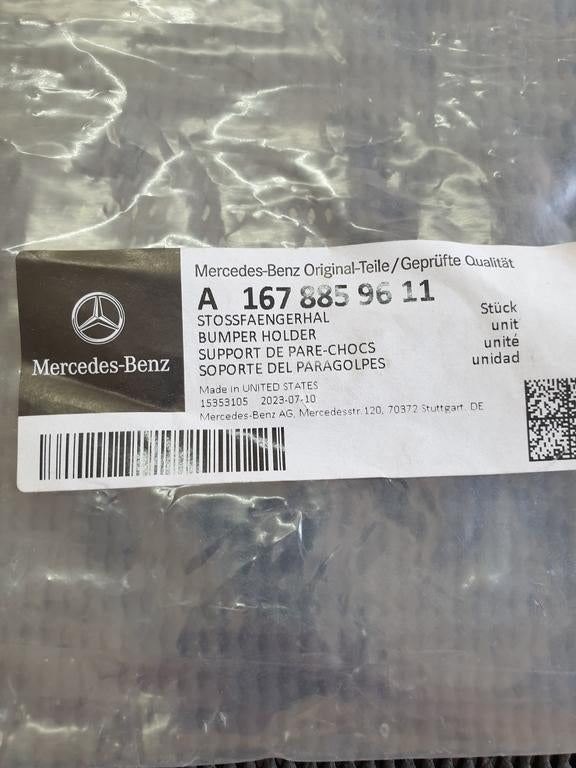 Mercedes-Benz Original-Teile/Geprüfte Qualität
A 167 885 96 11
STOSSFAENGERHAL
BUMPER HOLDER
SUPPORT DE PARE-CHOCS
SOPORTE DEL PARAGOLPES
Stück
unit
unité
unidad
Mercedes-Benz
Made in UNITED STATES
15353105 2023-07-10
Mercedes-Benz AG, Mercedesstr.120, 70372 Stuttgart. DE